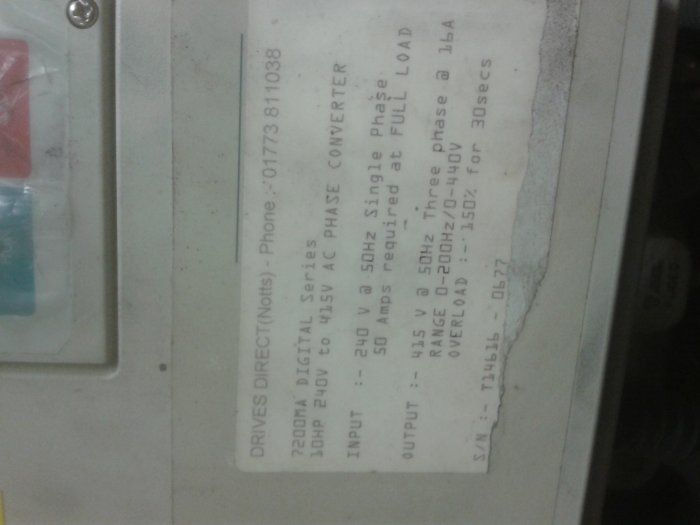 DRIVES DIRECT(Notts) - Phone :- 01773 811038
7200MA DIGITAL Series
10HP 240V to 415V AC PHASE CONVERTER
INPUT :- 240 V @ 50Hz Single Phase
50 Amps required at FULL LOAD
OUTPUT :- 415 V @ 50Hz Three phase @ 16A
RANGE 0-200Hz/0-440V
OVERLOAD :- 150% for 30secs
S/N :- T14616 - 0677